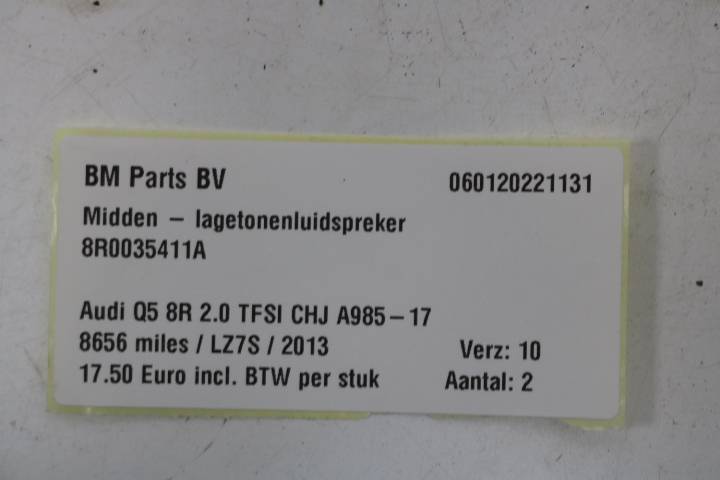 BM Parts BV 060120221131
Midden – lagetonenluidspreker
8R0035411A
Audi Q5 8R 2.0 TFSI CHJ A985–17
8656 miles / LZ7S / 2013 Verz: 10
17.50 Euro incl. BTW per stuk Aantal: 2